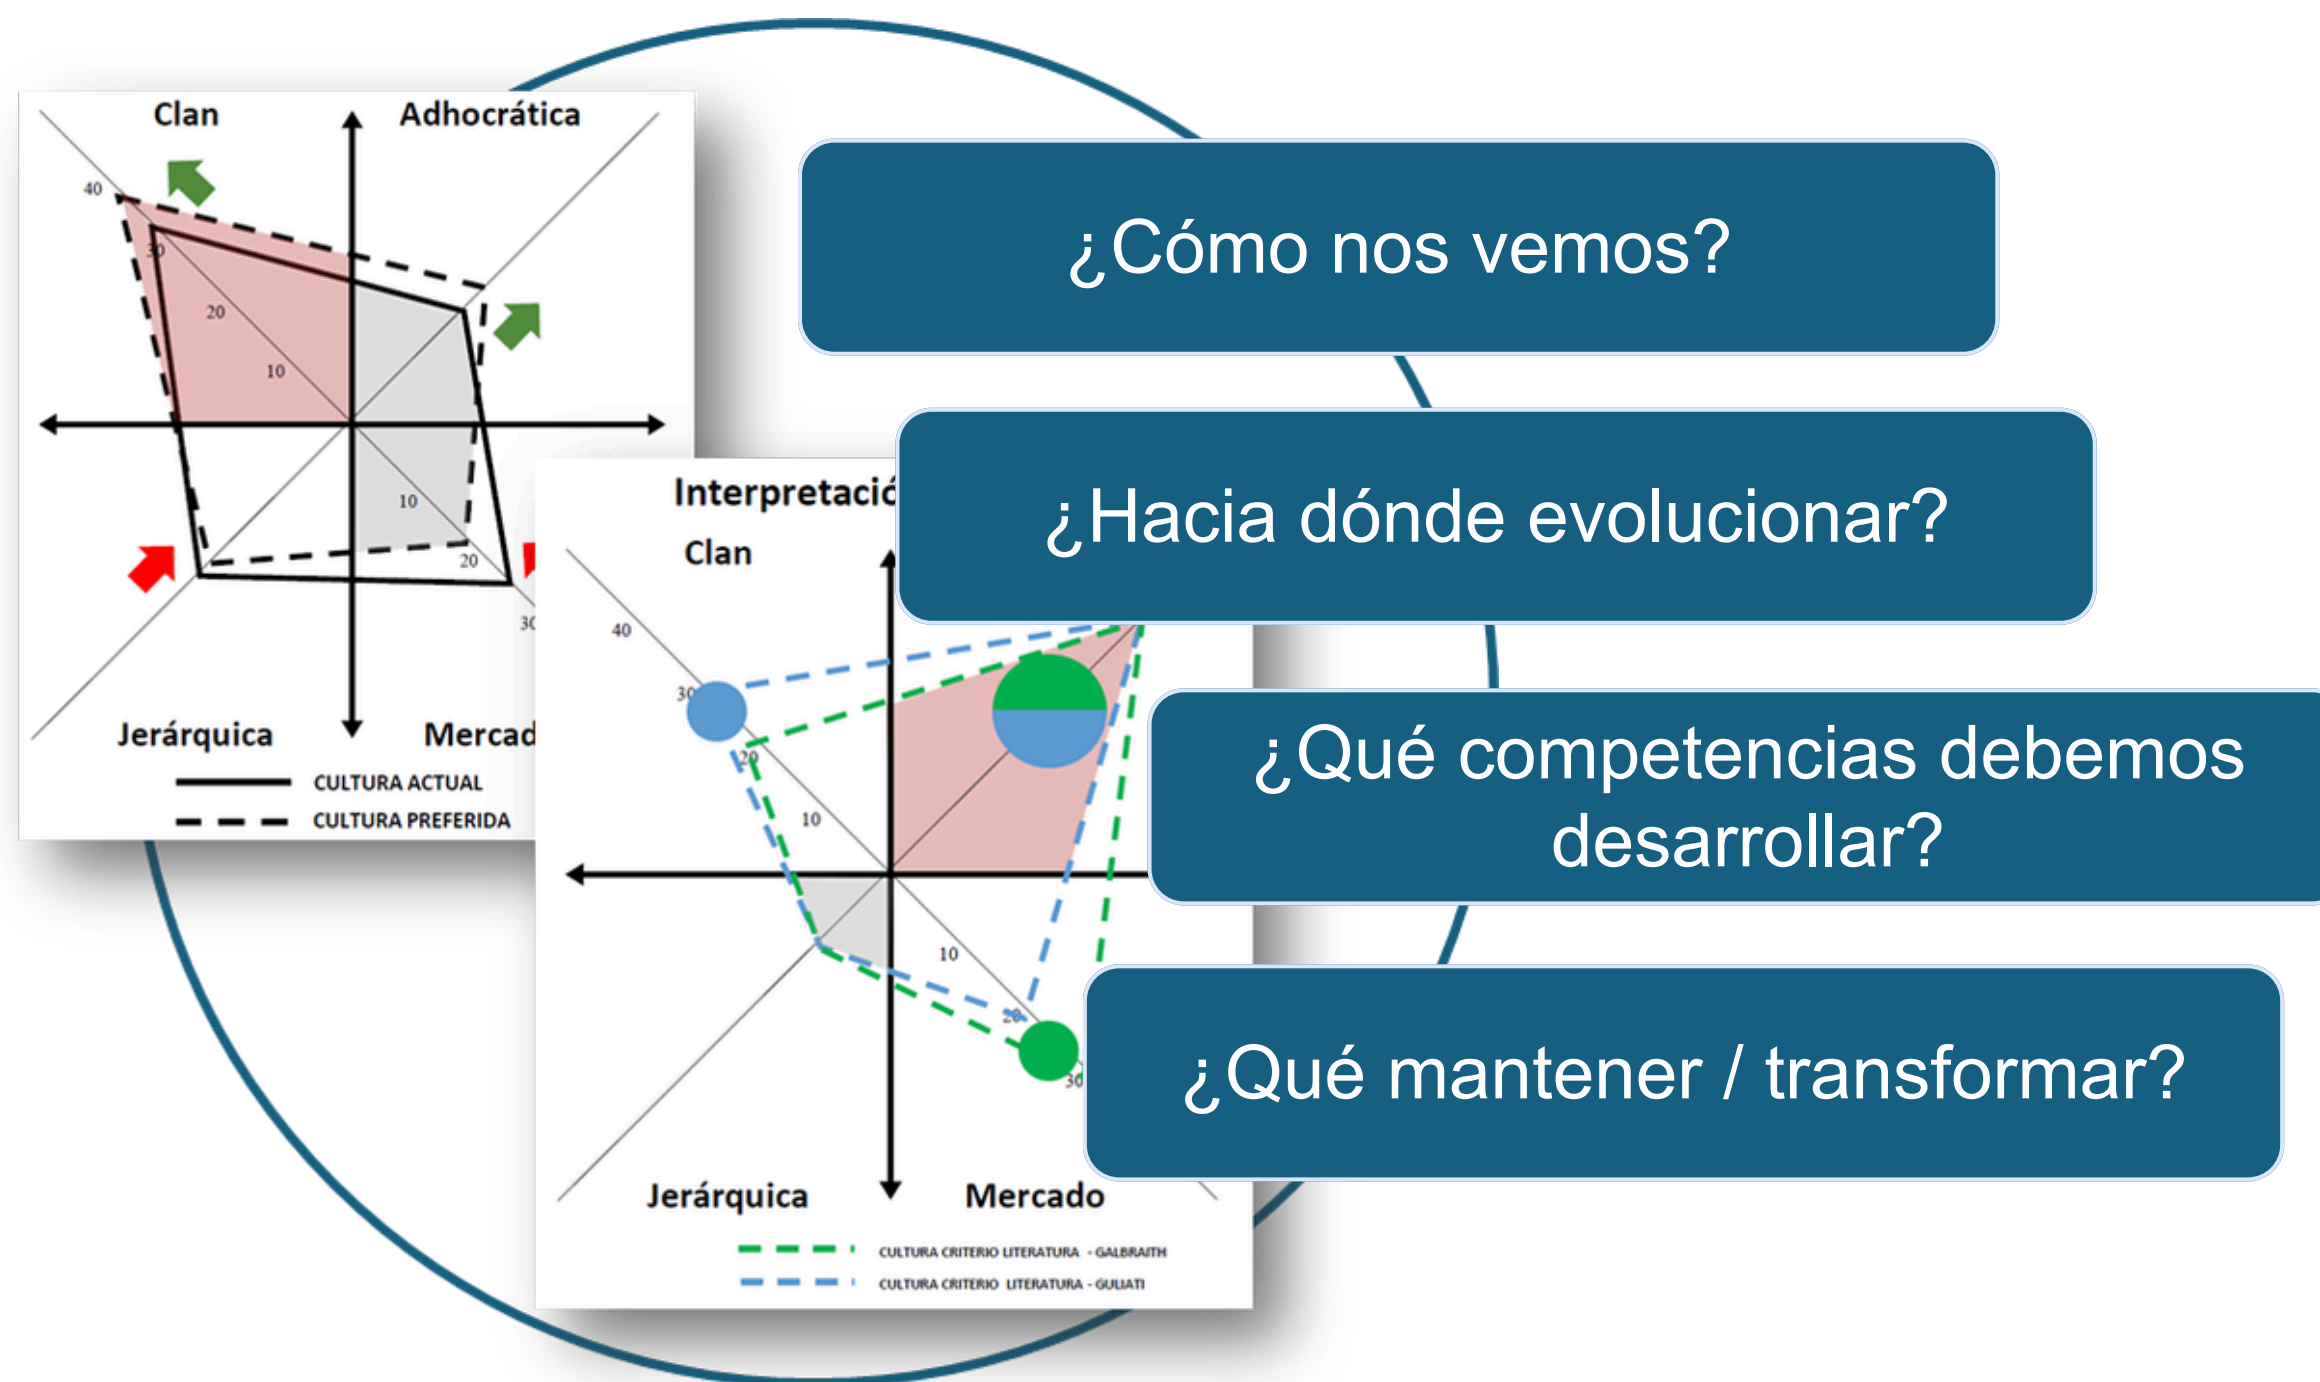 Clan
Adhocrática
40
30
20
10
10
20
30
Jerárquica
CULTURA ACTUAL
CULTURA PREFERIDA
Clan
40
30
20
10
10
20
30
Jerárquica
Mercado
CULTURA CRITERIO LITERATURA - GALBRAITH
CULTURA CRITERIO LITERATURA - GULIATI
¿Cómo nos vemos?
¿Hacia dónde evolucionar?
¿Qué competencias debemos
desarrollar?
¿Qué mantener / transformar?